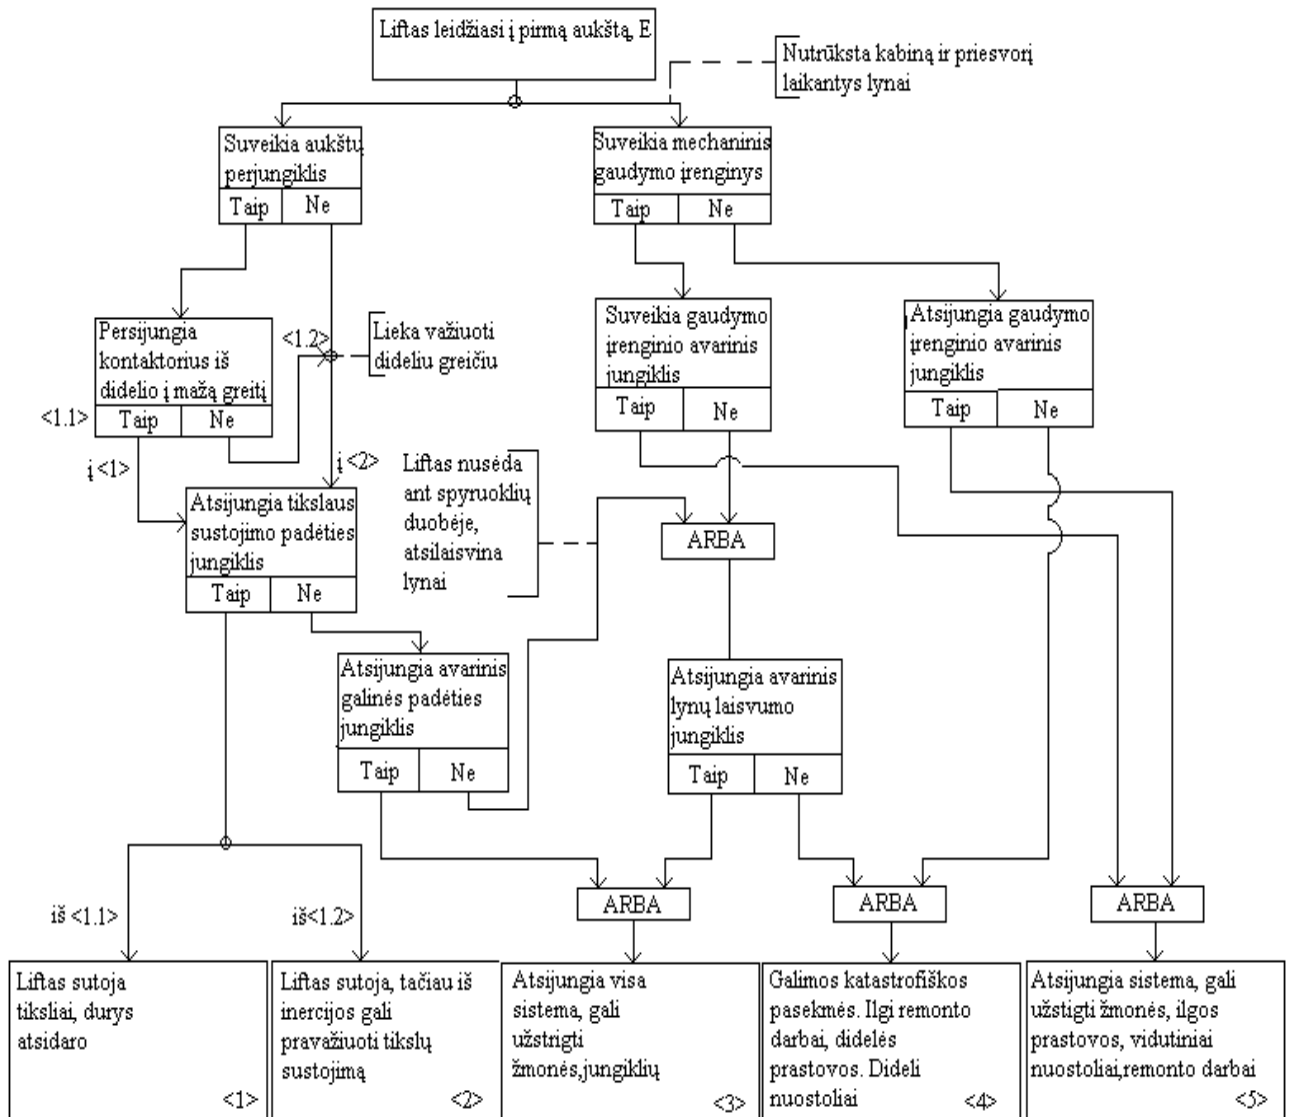 Liftas leidžiasi į pirmą aukštą, E
Nutrūksta kabiną ir priesvorį
laikantys lynai
Suveikia aukštų
perjungiklis
Taip
Ne
Suveikia mechaninis
gaudymo įrenginys
Taip
Ne
Persijungia
kontaktorius iš
didelio į mažą greitį
Taip
Ne
<1.1>
<1.2>
Lieka važiuoti
dideliu greičiu
Suveikia gaudymo
įrenginio avarinis
jungiklis
Taip
Ne
Atsijungia gaudymo
įrenginio avarinis
jungiklis
Taip
Ne
į <1>
į <2>
Liftas nusėda
ant spyruoklių
duobėje,
atsilaisvina
lynai
Atsijungia tikslaus
sustojimo padėties
jungiklis
Taip
Ne
ARBA
Atsijungia avarinis
galinės padėties
jungiklis
Taip
Ne
Atsijungia avarinis
lynų laisvumo
jungiklis
Taip
Ne
ARBA
ARBA
ARBA
iš <1.1>
iš<1.2>
Liftas sutoja
tiksliai, durys
atsidaro
<1>
Liftas sutoja, tačiau iš
inercijos gali
pravažiuoti tikslų
sustojimą
<2>
Atsijungia visa
sistema, gali
užstrigti
žmonės,jungiklių
<3>
Galimos katastrofiškos
pasekmės. Ilgi remonto
darbai, didelės
prastovos. Dideli
nuostoliai
<4>
Atsijungia sistema, gali
užstigti žmonės, ilgos
prastovos, vidutiniai
nuostoliai,remonto darbai
<5>